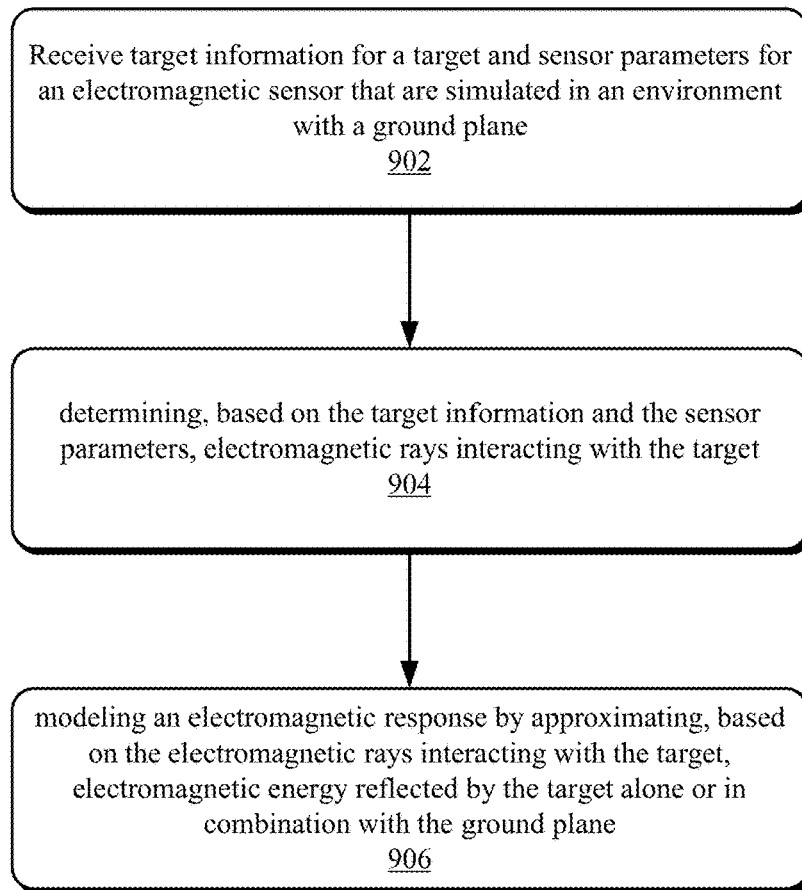 Receive target information for a target and sensor parameters for
an electromagnetic sensor that are simulated in an environment
with a ground plane
902
determining, based on the target information and the sensor
parameters, electromagnetic rays interacting with the target
904
modeling an electromagnetic response by approximating, based
on the electromagnetic rays interacting with the target,
electromagnetic energy reflected by the target alone or in
combination with the ground plane
906